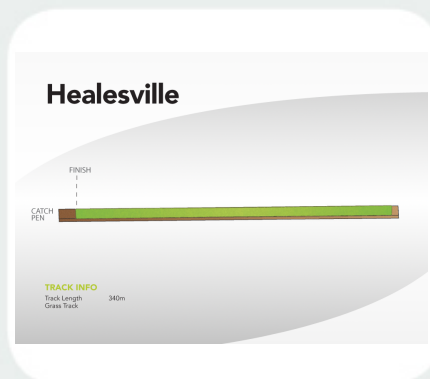 Healesville
FINISH
CATCH
PEN
TRACK INFO
Track Length 340m
Grass Track